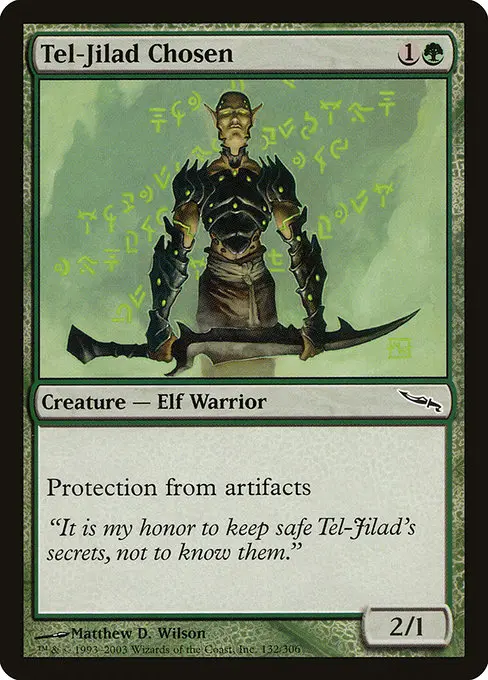 Tel-Jilad Chosen 1
Creature — Elf Warrior
Protection from artifacts
“It is my honor to keep safe Tel-Jilad’s
secrets, not to know them.”
Matthew D. Wilson
2/1
™ & © 1993–2003 Wizards of the Coast, Inc. 132/306